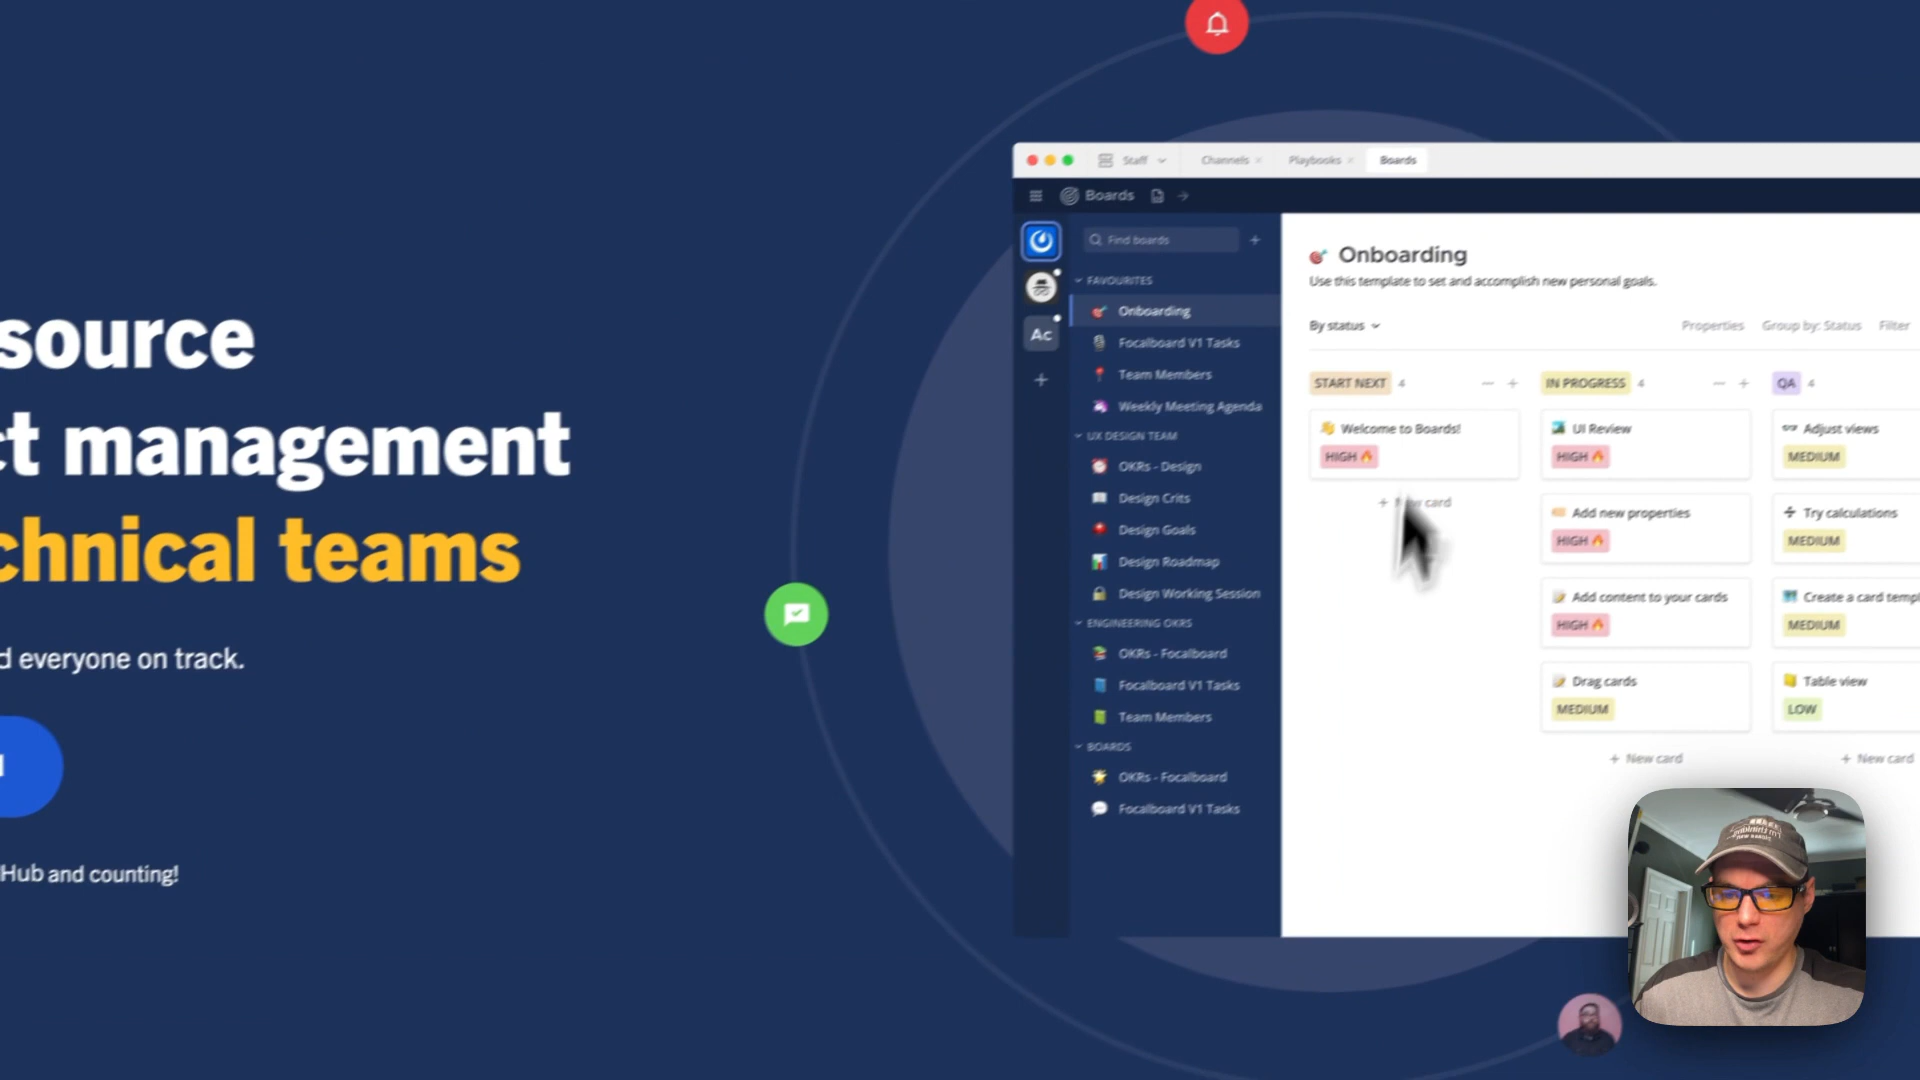 source
ct management
chnical teams
d everyone on track.
Hub and counting!
Staff
Channels
Playbooks
Boards
Boards
Find boards
FAVOURITES
Onboarding
Focalboard V1 Tasks
Team Members
Weekly Meeting Agenda
UX DESIGN TEAM
OKRs - Design
Design Crits
Design Goals
Design Roadmap
Design Working Session
ENGINEERING OKRS
OKRs - Focalboard
Focalboard V1 Tasks
Team Members
BOARDS
OKRs - Focalboard
Focalboard V1 Tasks
Ac
Onboarding
Use this template to set and accomplish new personal goals.
By status
Properties
Group by: Status
Filter
START NEXT 4
Welcome to Boards!
HIGH 🔥
+ New card
IN PROGRESS 4
UI Review
HIGH 🔥
Add new properties
HIGH 🔥
Add content to your cards
HIGH 🔥
Drag cards
MEDIUM
+ New card
QA 4
Adjust views
MEDIUM
Try calculations
MEDIUM
Create a card templ
MEDIUM
Table view
LOW
+ New card